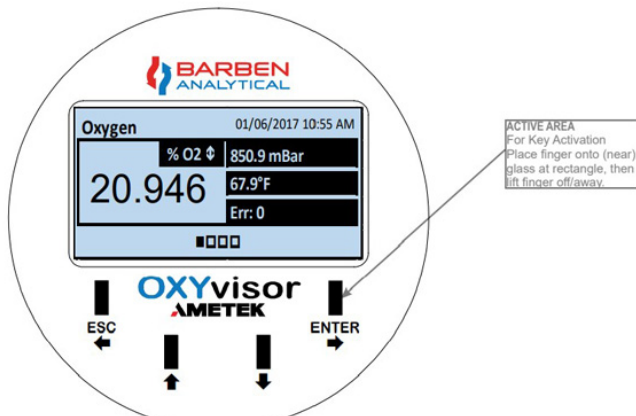 BARBEN
ANALYTICAL
Oxygen 01/06/2017 10:55 AM
% O2 850.9 mBar
20.946 67.9°F
Err: 0
OXYvisor
AMETEK
ESC
ENTER
ACTIVE AREA
For Key Activation
Place finger onto (near)
glass at rectangle, then
lift finger off/away.